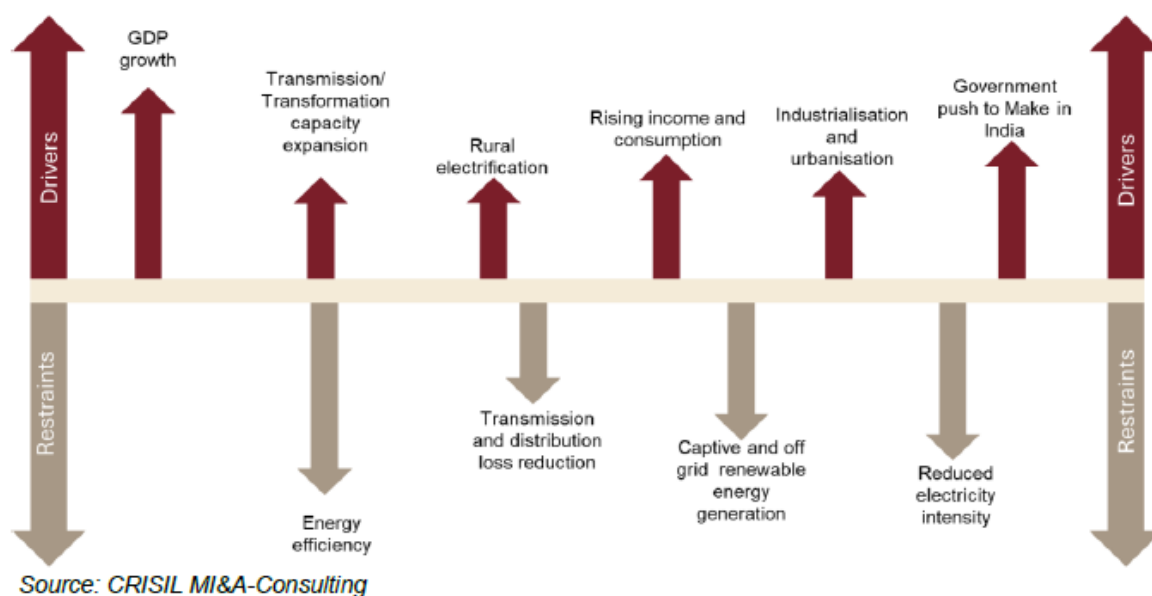 GDP
growth
Transmission/
Transformation
capacity
expansion
Rural
electrification
Rising income and
consumption
Industrialisation
and
urbanisation
Government
push to Make in
India
Drivers
Drivers
Restraints
Restraints
Energy
efficiency
Transmission
and distribution
loss reduction
Captive and off
grid renewable
energy
generation
Reduced
electricity
intensity
Source: CRISIL MI&A-Consulting